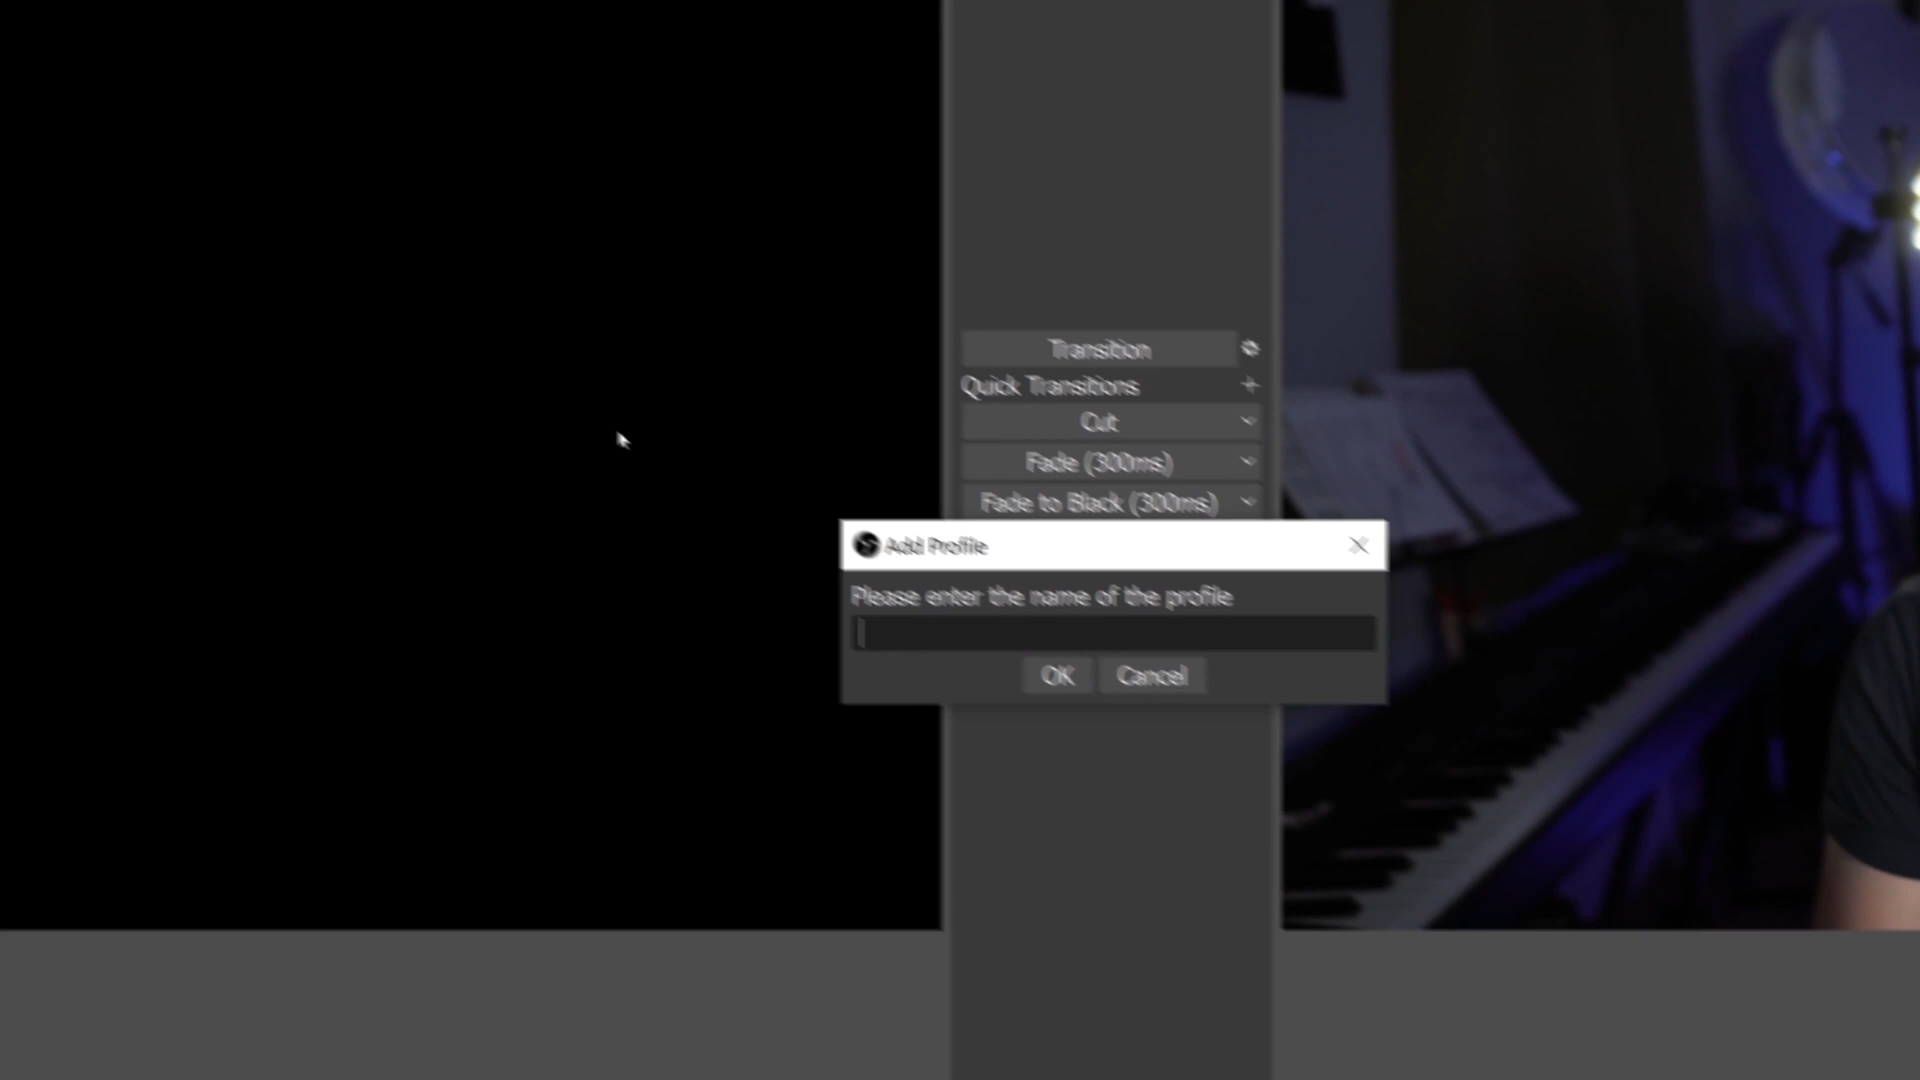 Transition
Quick Transitions
Cut
Fade (300ms)
Fade to Black (300ms)
Add Profile
Please enter the name of the profile
OK
Cancel